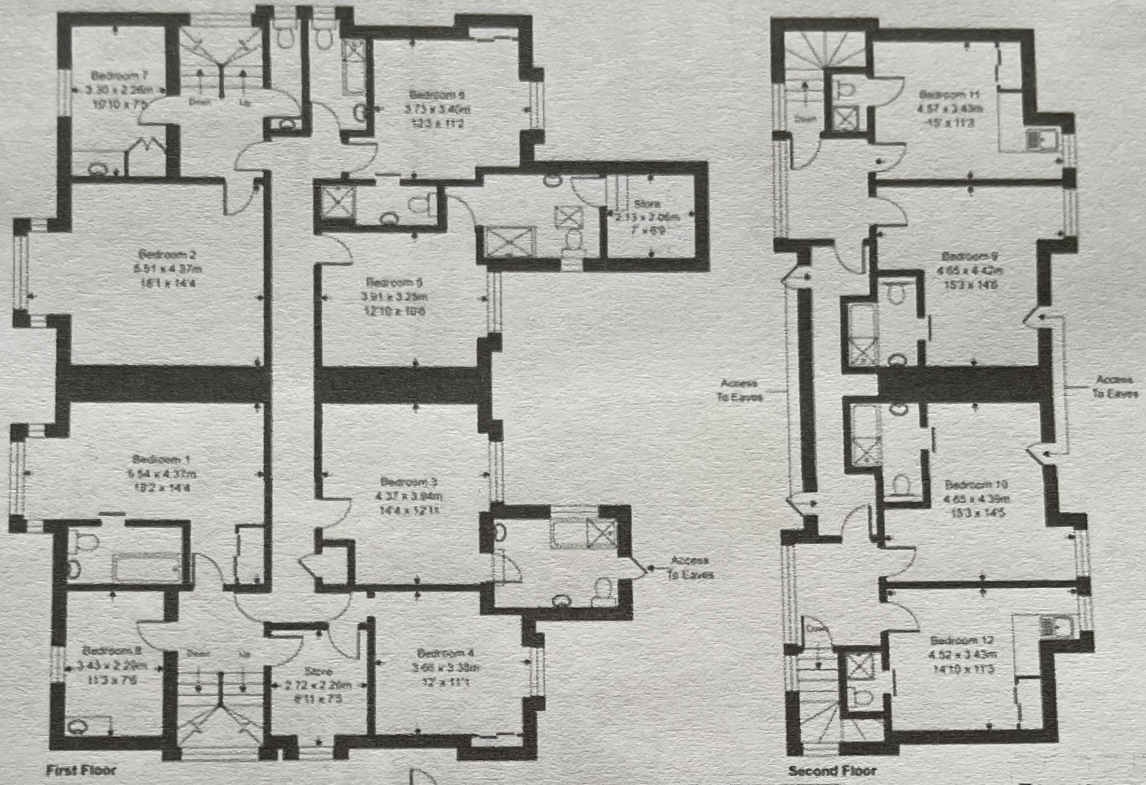 Bedroom 7
3.30 x 2.26m
10'10 x 7'5
Down
Up
Bedroom 6
3.73 x 3.40m
12'3 x 11'2
Store
2.13 x 2.06m
7' x 6'9
Bedroom 2
5.51 x 4.37m
18'1 x 14'4
Bedroom 5
3.91 x 3.25m
12'10 x 10'8
Bedroom 1
5.54 x 4.37m
18'2 x 14'4
Bedroom 3
4.37 x 3.94m
14'4 x 12'11
Access
To Eaves
Bedroom 8
3.43 x 2.29m
11'3 x 7'6
Down
Up
Store
2.72 x 2.26m
8'11 x 7'5
Bedroom 4
3.66 x 3.38m
12' x 11'1
First Floor
Down
Bedroom 11
4.57 x 3.43m
15' x 11'3
Bedroom 9
4.65 x 4.42m
15'3 x 14'6
Access
To Eaves
Access
To Eaves
Bedroom 10
4.65 x 4.39m
15'3 x 14'5
Down
Bedroom 12
4.52 x 3.43m
14'10 x 11'3
Second Floor